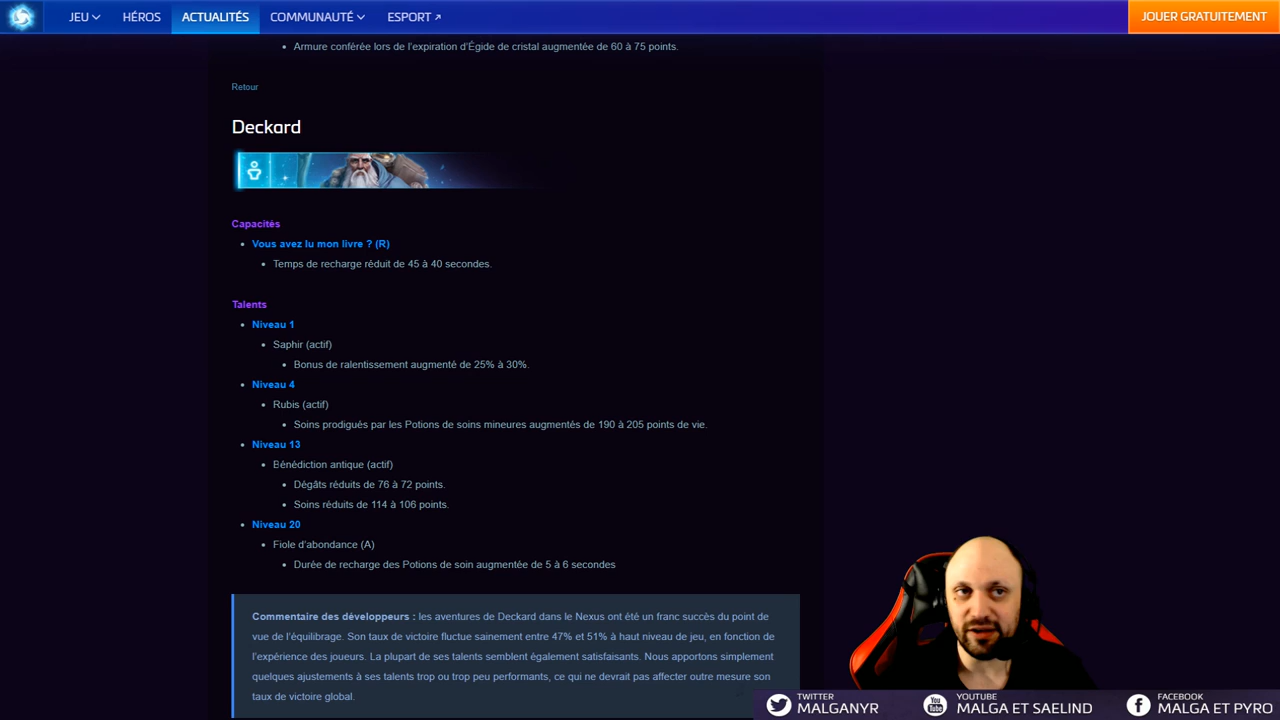 JEU HÉROS ACTUALITÉS COMMUNAUTÉ ESPORT JOUER GRATUITEMENT
Armure conférée lors de l'expiration d'Égide de cristal augmentée de 60 à 75 points.
Retour
Deckard
Capacités
Vous avez lu mon livre ? (R)
Temps de recharge réduit de 45 à 40 secondes.
Talents
Niveau 1
Saphir (actif)
Bonus de ralentissement augmenté de 25% à 30%.
Niveau 4
Rubis (actif)
Soins prodigués par les Potions de soins mineures augmentés de 190 à 205 points de vie.
Niveau 13
Bénédiction antique (actif)
Dégâts réduits de 76 à 72 points.
Soins réduits de 114 à 106 points.
Niveau 20
Fiole d'abondance (A)
Durée de recharge des Potions de soin augmentée de 5 à 6 secondes
Commentaire des développeurs : les aventures de Deckard dans le Nexus ont été un franc succès du point de
vue de l'équilibrage. Son taux de victoire fluctue sainement entre 47% et 51% à haut niveau de jeu, en fonction de
l'expérience des joueurs. La plupart de ses talents semblent également satisfaisants. Nous apportons simplement
quelques ajustements à ses talents trop ou trop peu performants, ce qui ne devrait pas affecter outre mesure son
taux de victoire global.
TWITTER
MALGANYR
You Tube
YOUTUBE
MALGA ET SAELIND
FACEBOOK
MALGA ET PYRO